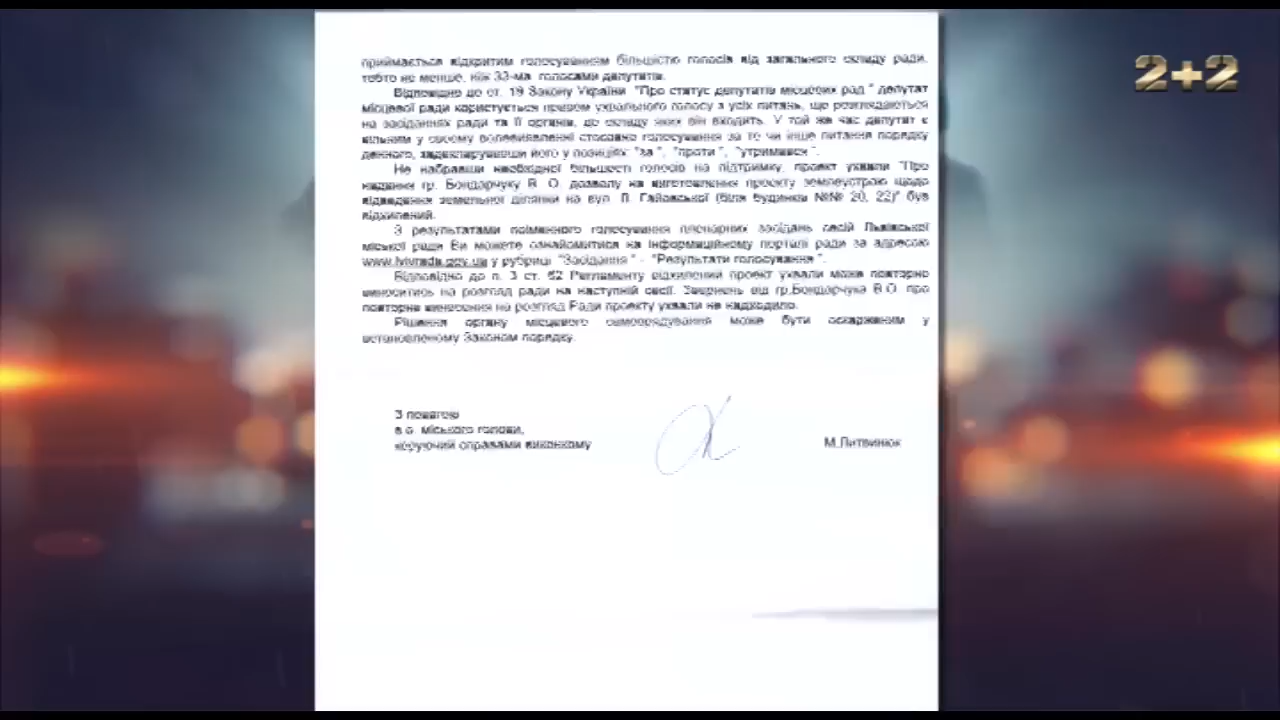 2+2
приймається відкритим голосуванням більшістю голосів від загального складу ради,
тобто не менше, ніж 33-ма голосами депутатів.
Відповідно до ст. 19 Закону України "Про статус депутатів місцевих рад " депутат
місцевої ради користується правом ухвального голосу з усіх питань, що розглядаються
на засіданнях ради та її органів, до складу яких він входить. У той же час депутат є
вільним у своєму волевиявленні стосовно голосування за те чи інше питання порядку
денного, задекларувавши його у позиціях: "за ", "проти ", "утримався ".
Не набравши необхідної більшості голосів на підтримку, проект ухвали "Про
надання гр. Бондарчуку В. О. дозволу на виготовлення проекту землеустрою щодо
відведення земельної ділянки на вул. П. Гайовської (біля будинків №№ 20, 22)" був
відхилений.
З результатами поіменного голосування пленарних засідань сесій Львівської
міської ради Ви можете ознайомитися на інформаційному порталі ради за адресою
www.lvivrada.gov.ua у рубриці "Засідання " - "Результати голосування ".
Відповідно до п. 3 ст. 62 Регламенту відхилений проект ухвали може повторно
виноситись на розгляд ради на наступній сесії. Звернень від гр.Бондарчука В.О. про
повторне винесення на розгляд Ради проекту ухвали не надходило.
Рішення органу місцевого самоврядування може бути оскарженим у
встановленому Законом порядку.
З повагою
в.о. міського голови,
керуючий справами виконкому
М.Литвинюк